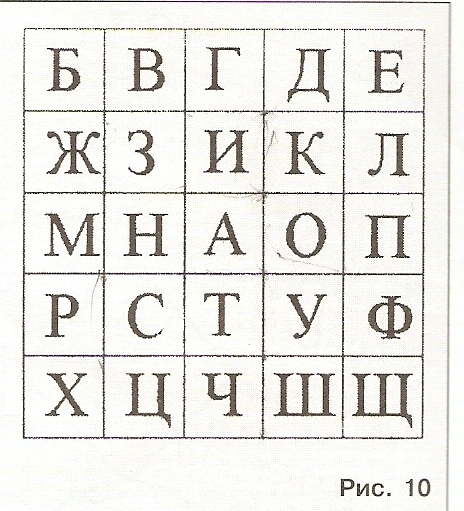 Б В Г Д Е
Ж З И К Л
М Н А О П
Р С Т У Ф
Х Ц Ч Ш Щ
Рис. 10